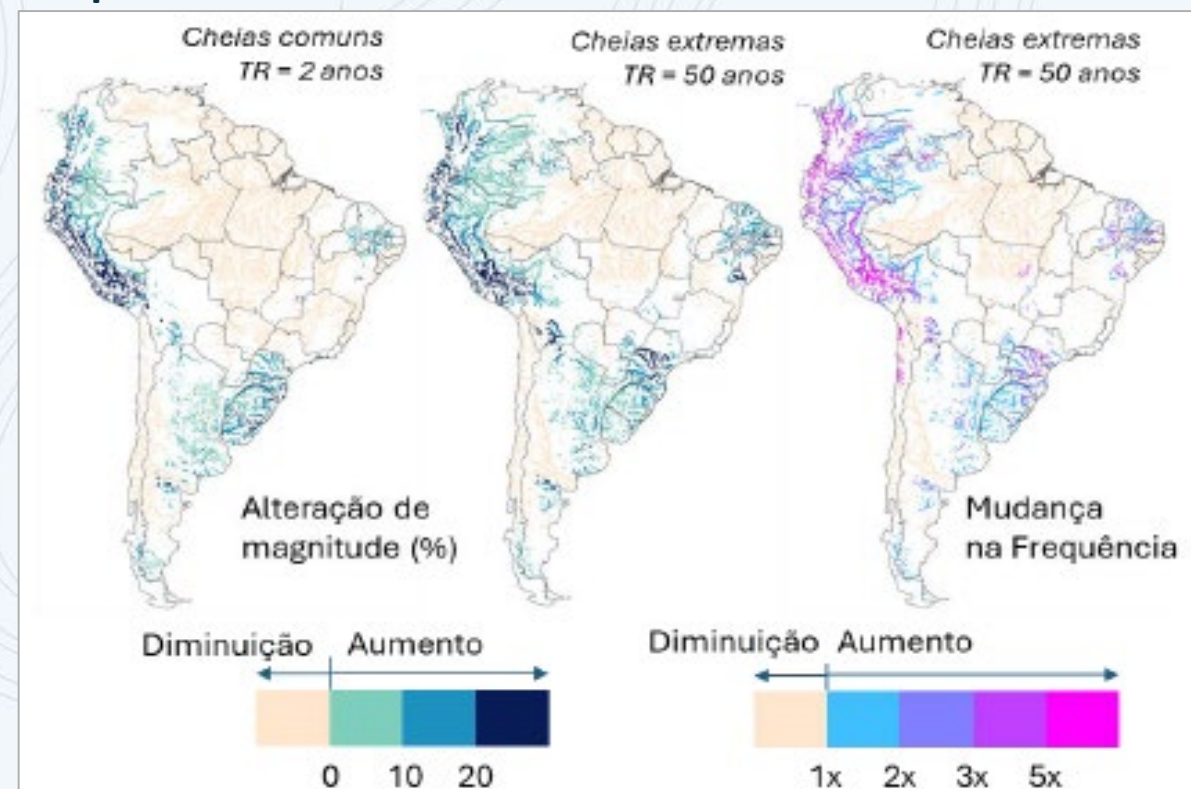 Cheias comuns
TR = 2 anos
Cheias extremas
TR = 50 anos
Cheias extremas
TR = 50 anos
Alteração de
magnitude (%)
Mudança
na Frequência
Diminuição Aumento
0 10 20
Diminuição Aumento
1x 2x 3x 5x